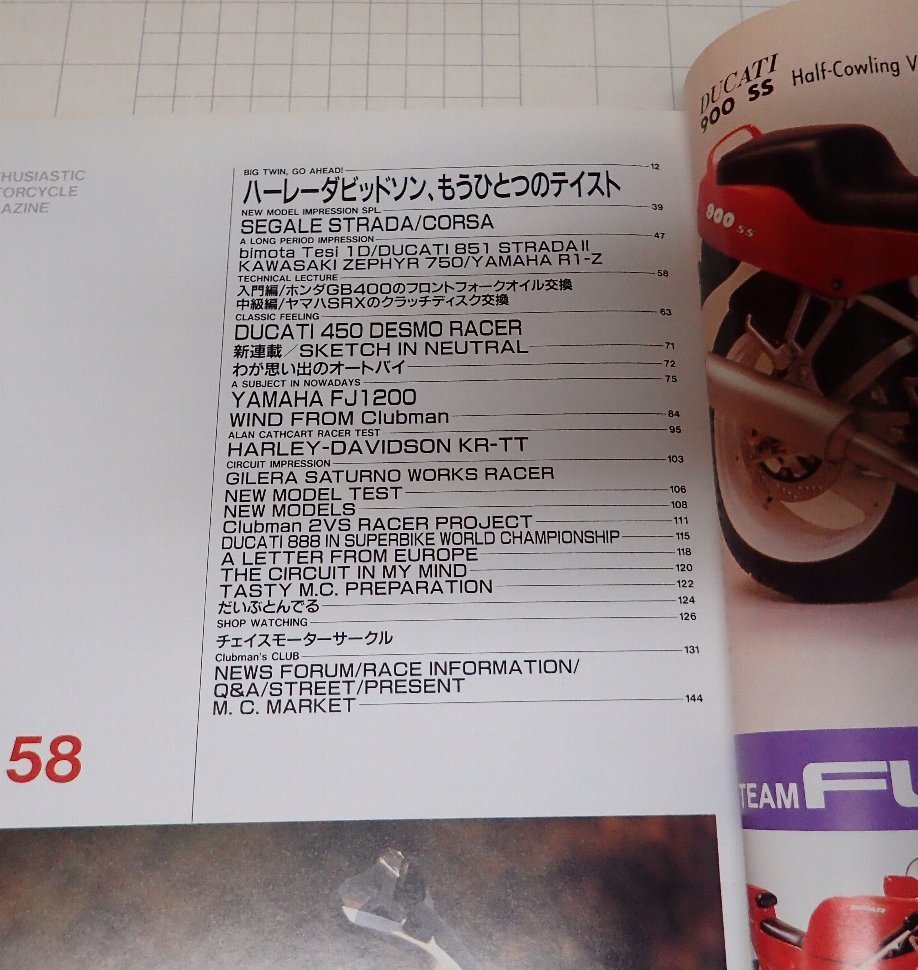 THUSIASTIC
TORCYCLE
AZINE
BIG TWIN, GO AHEAD! 12
ハーレーダビッドソン、もうひとつのテイスト
NEW MODEL IMPRESSION SPL 39
SEGALE STRADA/CORSA
A LONG PERIOD IMPRESSION 47
bimota Tesi 1D/DUCATI 851 STRADA II
KAWASAKI ZEPHYR 750/YAMAHA R1-Z
TECHNICAL LECTURE 58
入門編/ホンダGB400のフロントフォークオイル交換
中級編/ヤマハSRXのクラッチディスク交換
CLASSIC FEELING 63
DUCATI 450 DESMO RACER
新連載/SKETCH IN NEUTRAL 71
わが思い出のオートバイ 72
A SUBJECT IN NOWADAYS 75
YAMAHA FJ1200
WIND FROM Clubman 84
ALAN CATHCART RACER TEST 95
HARLEY-DAVIDSON KR-TT
CIRCUIT IMPRESSION 103
GILERA SATURNO WORKS RACER
NEW MODEL TEST 106
NEW MODELS 108
Clubman 2VS RACER PROJECT 111
DUCATI 888 IN SUPERBIKE WORLD CHAMPIONSHIP 115
A LETTER FROM EUROPE 118
THE CIRCUIT IN MY MIND 120
TASTY M.C. PREPARATION 122
だいぶとんでる 124
SHOP WATCHING 126
チェイスモーターサークル
Clubman's CLUB 131
NEWS FORUM/RACE INFORMATION/
Q&A/STREET/PRESENT
M. C. MARKET 144
58
DUCATI
900 SS
Half-Cowling V
900 SS
TEAM FU
DUCATI